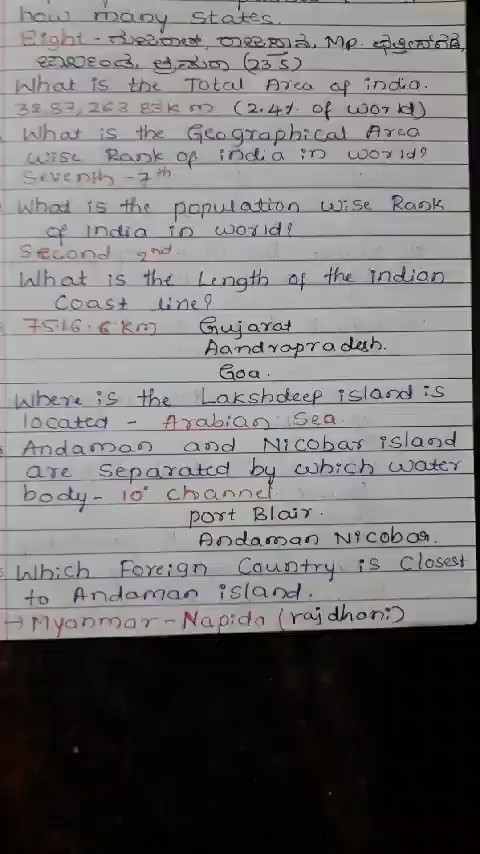 how many states.
Eight - ಗುಜರಾತ್, ರಾಜಸ್ಥಾನ, Mp.
(23.5)
What is the Total Area of india.
32,87,263 km (2.4% of world)
What is the Geographical Area
wise Rank of india in world?
Seventh - 7th
What is the population wise Rank
of India in world?
Second 2nd.
What is the Length of the indian
Coast line?
7516.6 Km Gujarat
Aandrapradesh.
Goa.
Where is the Lakshdeep island is
located - Arabian Sea.
Andaman and Nicobar island
are separated by which water
body - 10° channel
port Blair.
Andaman Nicobar.
Which Foreign Country is Closest
to Andaman island.
→ Myanmar - Napida (rajdhoni)